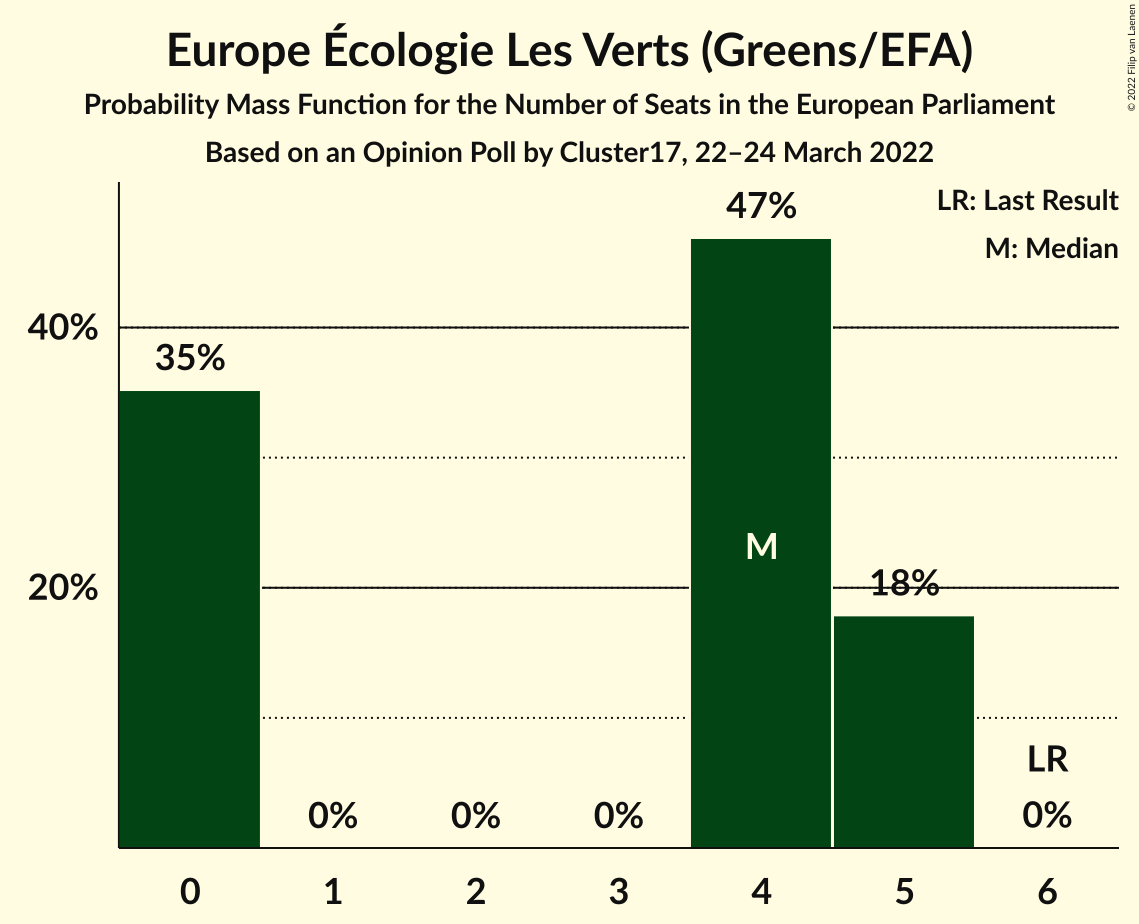 Europe Écologie Les Verts (Greens/EFA)
Probability Mass Function for the Number of Seats in the European Parliament
Based on an Opinion Poll by Cluster17, 22–24 March 2022
© 2022 Filip van Laenen
LR: Last Result
M: Median
47%
40%
35%
M
20%
18%
LR
0%
0%
0%
0%
0
1
2
3
4
5
6